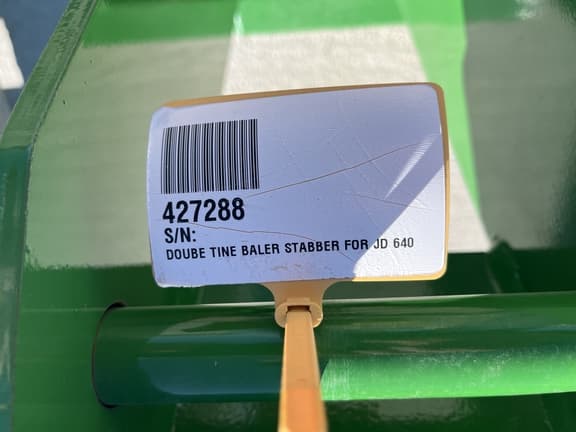 427288
S/N:
DOUBE TINE BALER STABBER FOR JD 640